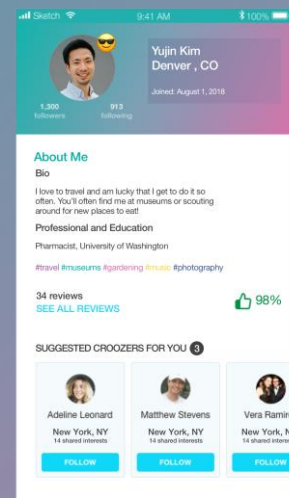 Sketch 9:41 AM 100%
Yujin Kim
Denver , CO
Joined: August 1, 2018
1,300 913
followers following
About Me
Bio
I love to travel and am lucky that I get to do it so
often. You'll often find me at museums or scouting
around for new places to eat!
Professional and Education
Pharmacist, University of Washington
#travel #museums #gardening #music #photography
34 reviews
SEE ALL REVIEWS
98%
SUGGESTED CROOZERS FOR YOU 3
Adeline Leonard Matthew Stevens Vera Ramir
New York, NY New York, NY New York, N
14 shared interests 14 shared interests 14 shared interes
FOLLOW FOLLOW FOLLOW